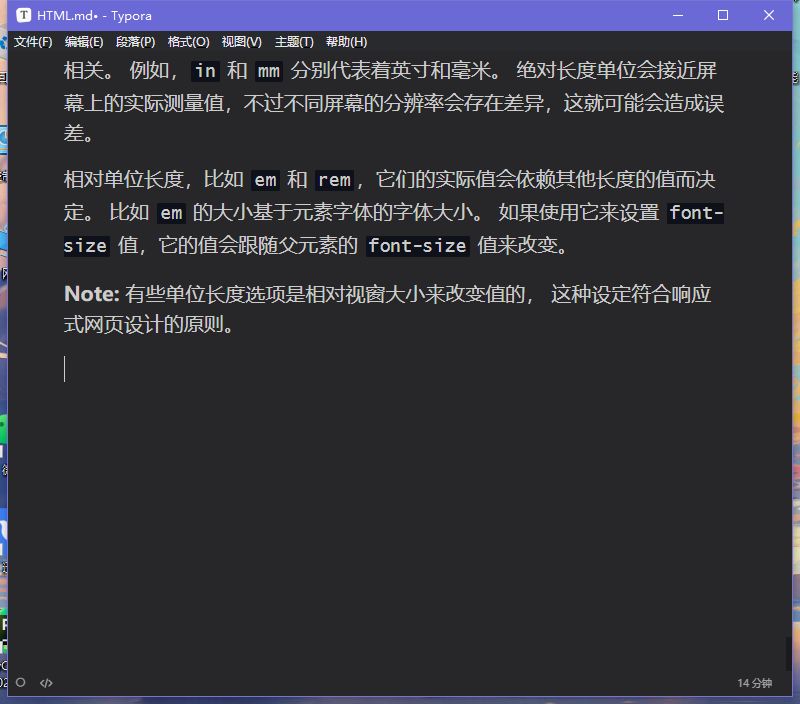 HTML.md• - Typora
文件(F) 编辑(E) 段落(P) 格式(O) 视图(V) 主题(T) 帮助(H)
相关。 例如， in 和 mm 分别代表着英寸和毫米。 绝对长度单位会接近屏
幕上的实际测量值，不过不同屏幕的分辨率会存在差异，这就可能会造成误
差。
相对单位长度，比如 em 和 rem，它们的实际值会依赖其他长度的值而决
定。 比如 em 的大小基于元素字体的字体大小。 如果使用它来设置 font-
size 值，它的值会跟随父元素的 font-size 值来改变。
Note: 有些单位长度选项是相对视窗大小来改变值的， 这种设定符合响应
式网页设计的原则。
14 分钟